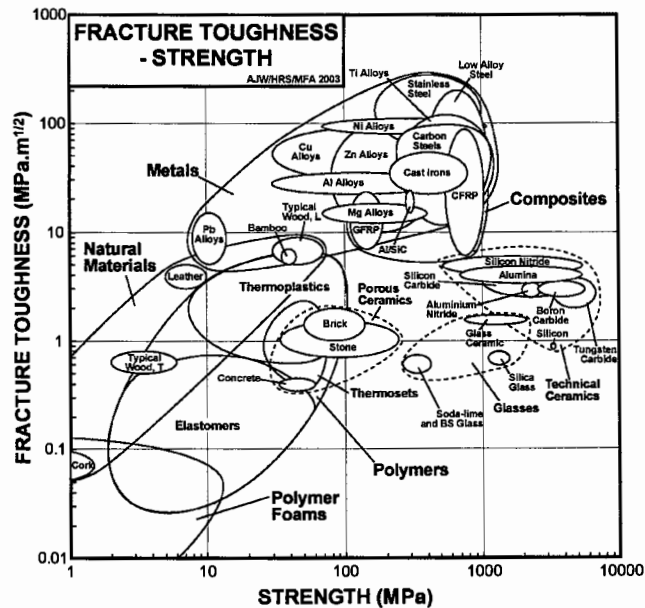 FRACTURE TOUGHNESS
- STRENGTH
AJW/HRS/MFA 2003
1000
100
10
1
0.1
0.01
FRACTURE TOUGHNESS (MPa.m1/2)
Ti Alloys
Low Alloy
Steel
Stainless
Steel
Ni Alloys
Cu
Alloys
Zn Alloys
Carbon
Steels
Metals
Al Alloys
Cast irons
Composites
CFRP
Typical
Wood, L
Mg Alloys
Pb
Alloys
Bamboo
GFRP
Al/SiC
Natural
Materials
Leather
Thermoplastics
Porous
Ceramics
Silicon
Carbide
Silicon Nitride
Alumina
Aluminium
Nitride
Boron
Carbide
Brick
Stone
Glass
Ceramic
Silicon
Tungsten
Carbide
Typical
Wood, T
Concrete
Thermosets
Soda-lime
and BS Glass
Silica
Glass
Glasses
Technical
Ceramics
Elastomers
Polymers
Cork
Polymer
Foams
1
10
100
1000
10000
STRENGTH (MPa)